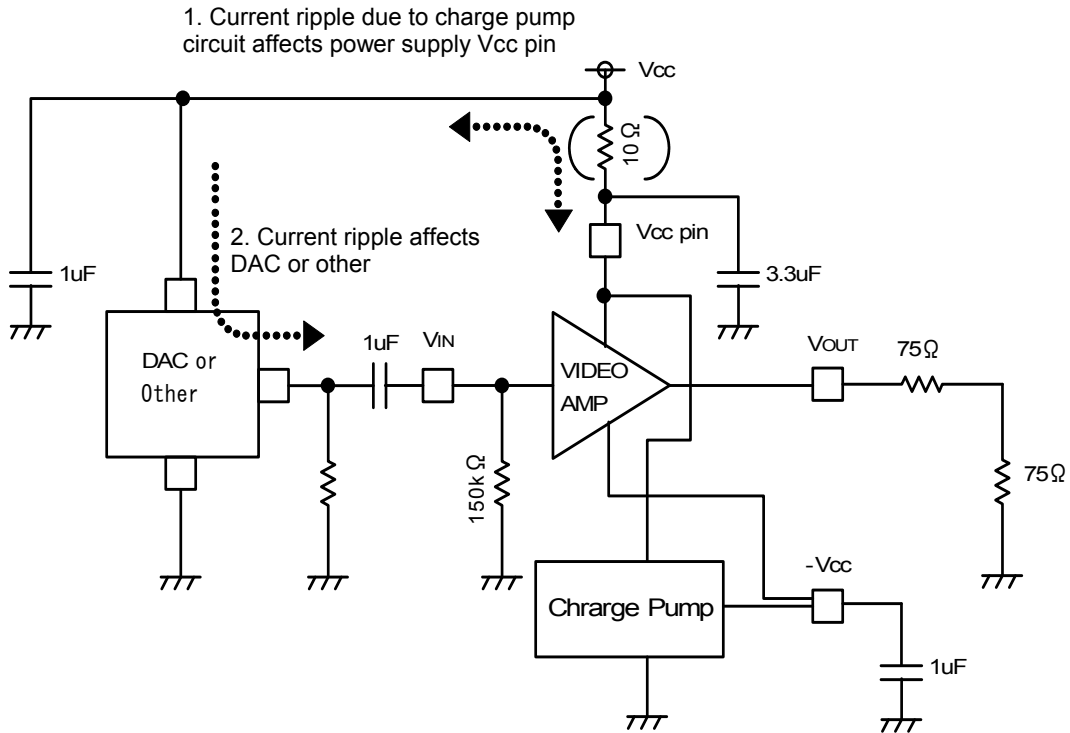 1. Current ripple due to charge pump
circuit affects power supply Vcc pin
Vcc
10Ω
Vcc pin
2. Current ripple affects
DAC or other
1uF
3.3uF
DAC or
Other
1uF
VIN
VIDEO
AMP
VOUT
75Ω
75Ω
150kΩ
-Vcc
Chrarge Pump
1uF